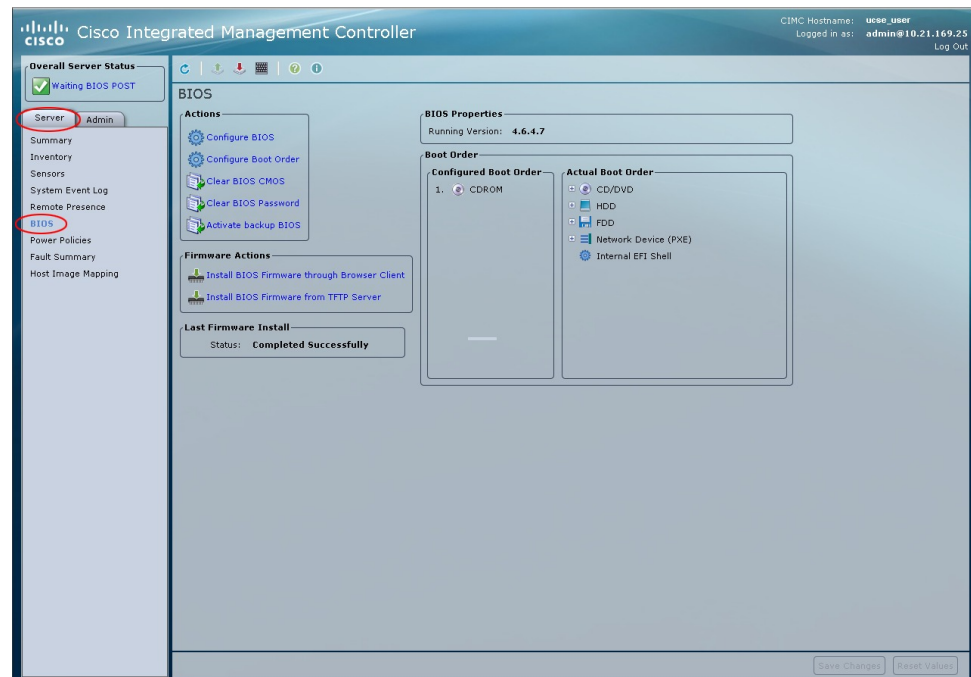 CISCO
Cisco Integrated Management Controller
CIMC Hostname: ucse_user
Logged in as: admin@10.21.169.25
Log Out
Overall Server Status
Waiting BIOS POST
Server
Admin
Summary
Inventory
Sensors
System Event Log
Remote Presence
BIOS
Power Policies
Fault Summary
Host Image Mapping
BIOS
Actions
Configure BIOS
Configure Boot Order
Clear BIOS CMOS
Clear BIOS Password
Activate backup BIOS
Firmware Actions
Install BIOS Firmware through Browser Client
Install BIOS Firmware from TFTP Server
Last Firmware Install
Status: Completed Successfully
BIOS Properties
Running Version: 4.6.4.7
Boot Order
Configured Boot Order
1. CDROM
Actual Boot Order
CD/DVD
HDD
FDD
Network Device (PXE)
Internal EFI Shell
Save Changes
Reset Values